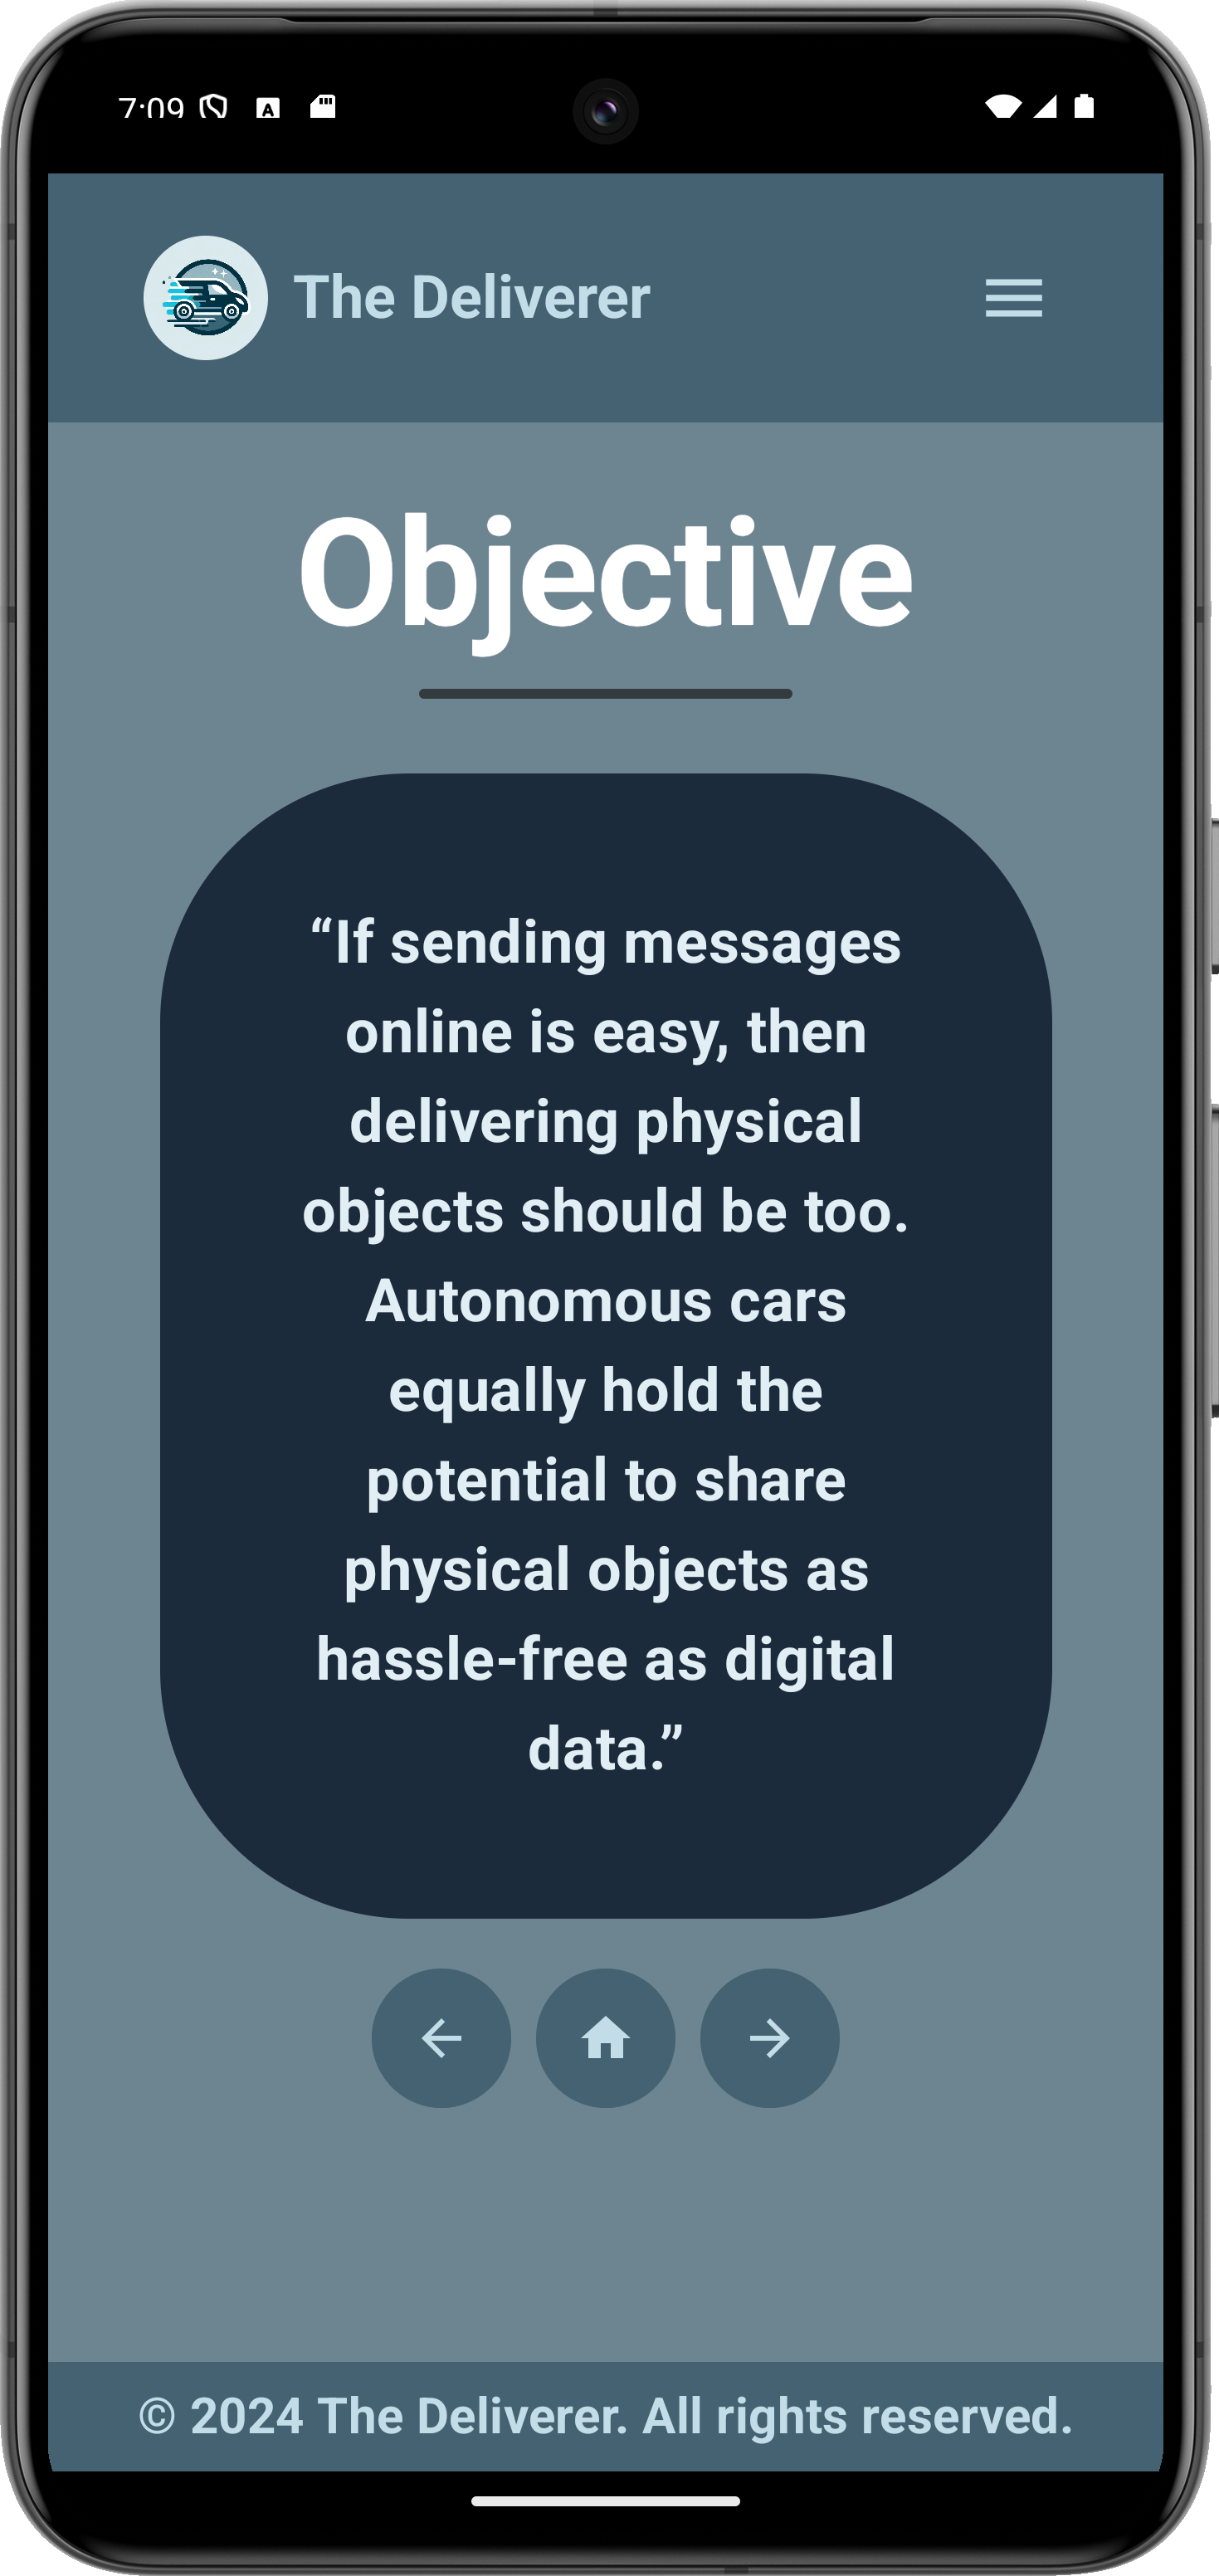 7:09
The Deliverer
Objective
“If sending messages
online is easy, then
delivering physical
objects should be too.
Autonomous cars
equally hold the
potential to share
physical objects as
hassle-free as digital
data.”
© 2024 The Deliverer. All rights reserved.